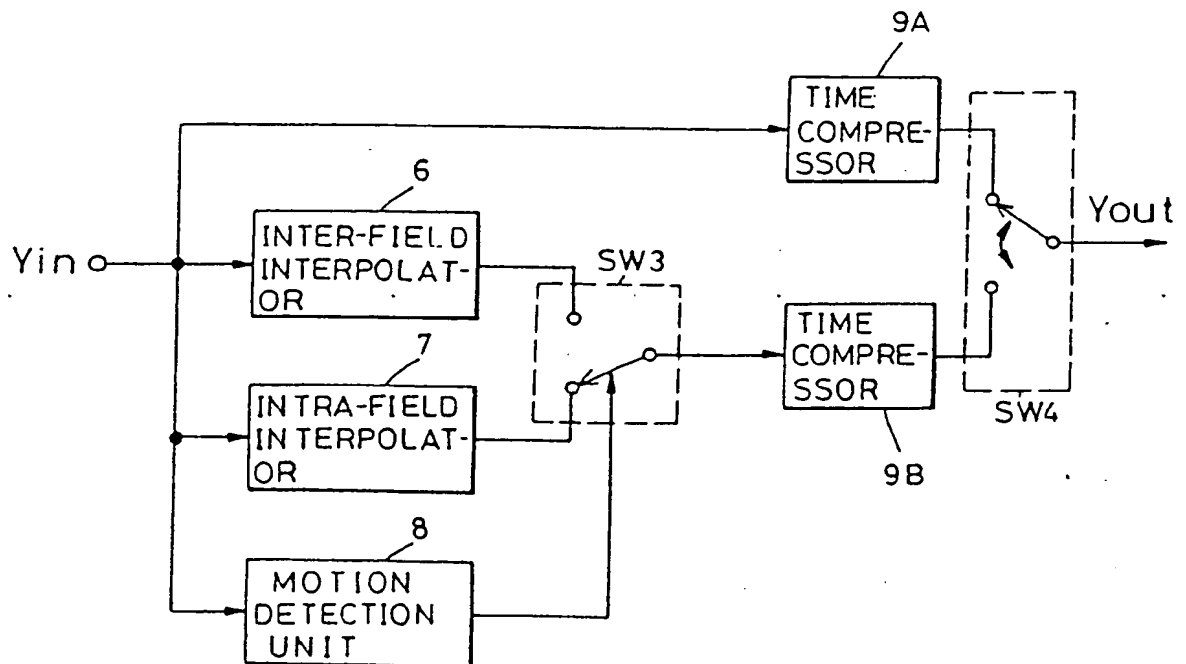 9A
TIME
COMPRE-
SSOR
6
INTER-FIELD
INTERPOLAT-
OR
Yin
SW3
Yout
7
INTRA-FIELD
INTERPOLAT-
OR
TIME
COMPRE-
SSOR
SW4
9B
8
MOTION
DETECTION
UNIT